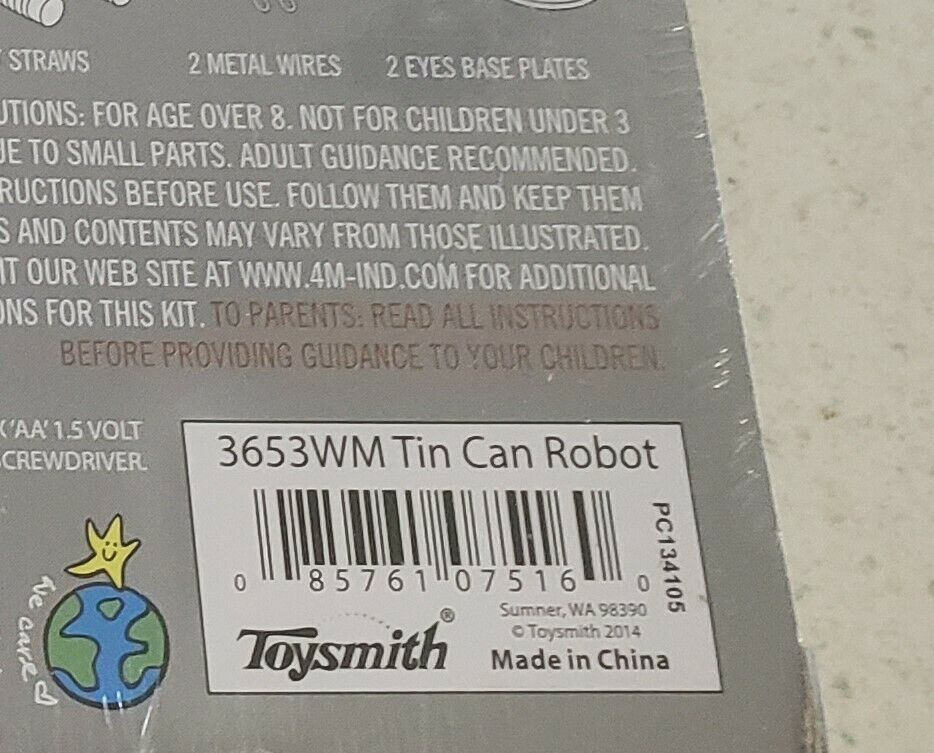 STRAWS 2 METAL WIRES 2 EYES BASE PLATES
UTIONS: FOR AGE OVER 8. NOT FOR CHILDREN UNDER 3
UE TO SMALL PARTS. ADULT GUIDANCE RECOMMENDED.
RUCTIONS BEFORE USE. FOLLOW THEM AND KEEP THEM
S AND CONTENTS MAY VARY FROM THOSE ILLUSTRATED.
IT OUR WEB SITE AT WWW.4M-IND.COM FOR ADDITIONAL
ONS FOR THIS KIT. TO PARENTS: READ ALL INSTRUCTIONS
BEFORE PROVIDING GUIDANCE TO YOUR CHILDREN.
X 'AA' 1.5 VOLT
CREWDRIVER.
we care
3653WM Tin Can Robot
0 85761 07516 0
PC134105
Toysmith®
Sumner, WA 98390
© Toysmith 2014
Made in China